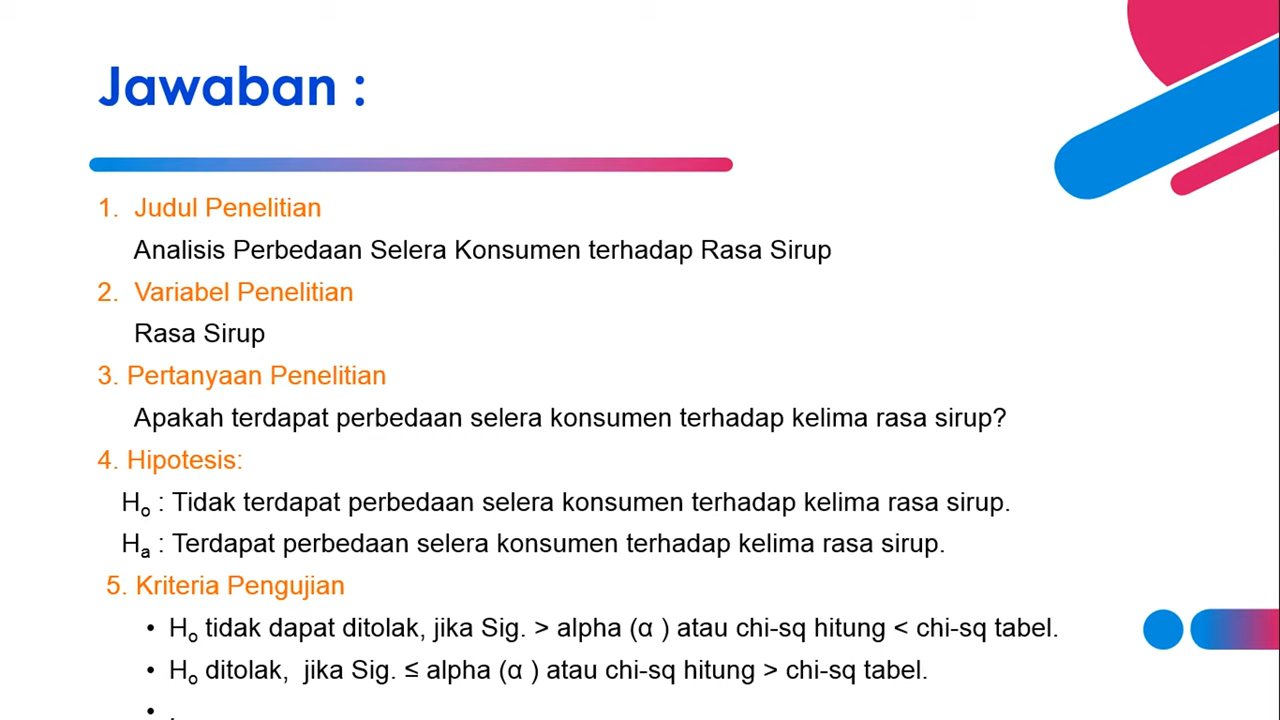 Jawaban :
1. Judul Penelitian
Analisis Perbedaan Selera Konsumen terhadap Rasa Sirup
2. Variabel Penelitian
Rasa Sirup
3. Pertanyaan Penelitian
Apakah terdapat perbedaan selera konsumen terhadap kelima rasa sirup?
4. Hipotesis:
Ho : Tidak terdapat perbedaan selera konsumen terhadap kelima rasa sirup.
Ha : Terdapat perbedaan selera konsumen terhadap kelima rasa sirup.
5. Kriteria Pengujian
• Ho tidak dapat ditolak, jika Sig. > alpha (α ) atau chi-sq hitung < chi-sq tabel.
• Ho ditolak, jika Sig. ≤ alpha (α ) atau chi-sq hitung > chi-sq tabel.
• .